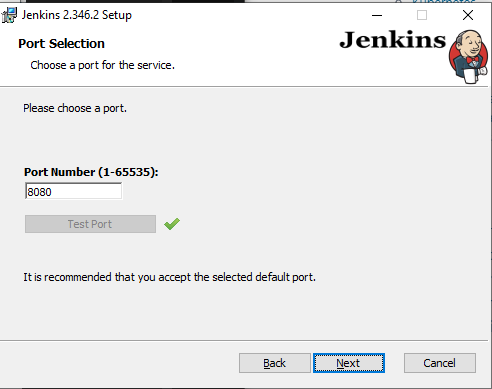 Jenkins 2.346.2 Setup
Port Selection
Choose a port for the service.
Jenkins
Please choose a port.
Port Number (1-65535):
8080
Test Port
It is recommended that you accept the selected default port.
Back
Next
Cancel